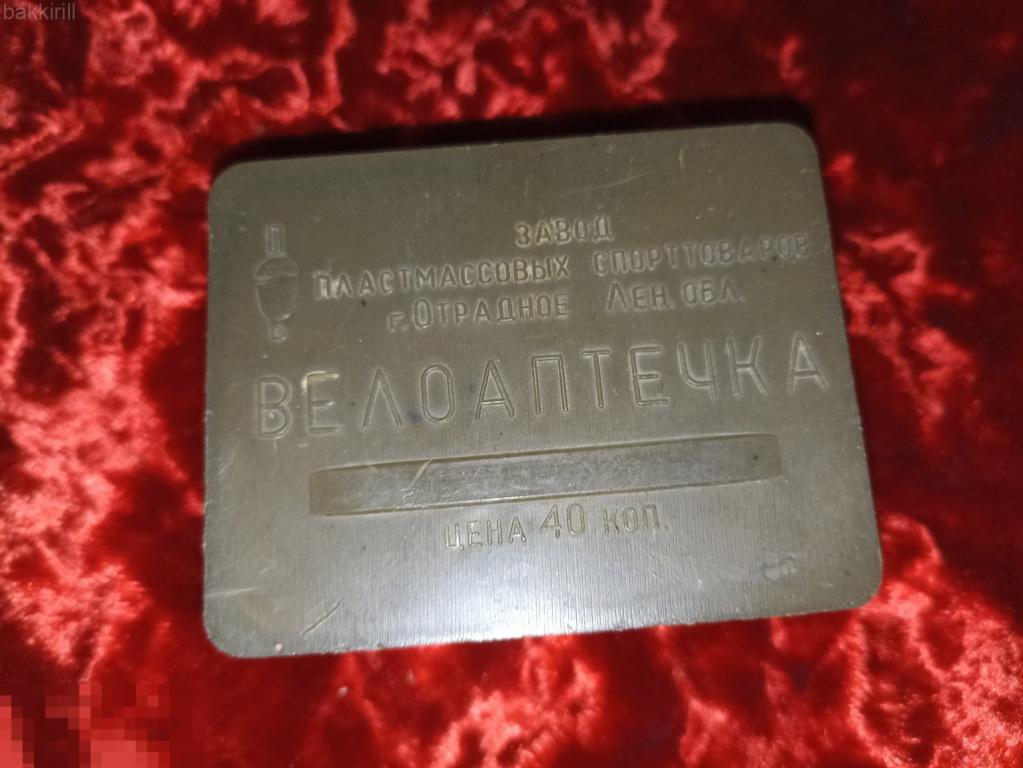 bakkirill
П
В
ЗАВОД
ПЛАСТМАССОВЫХ СПОРТТОВАРОВ
г. ОТРАДНОЕ ЛЕН. ОБЛ.
ВЕЛОАПТЕЧКА
ЦЕНА 40 КОП.